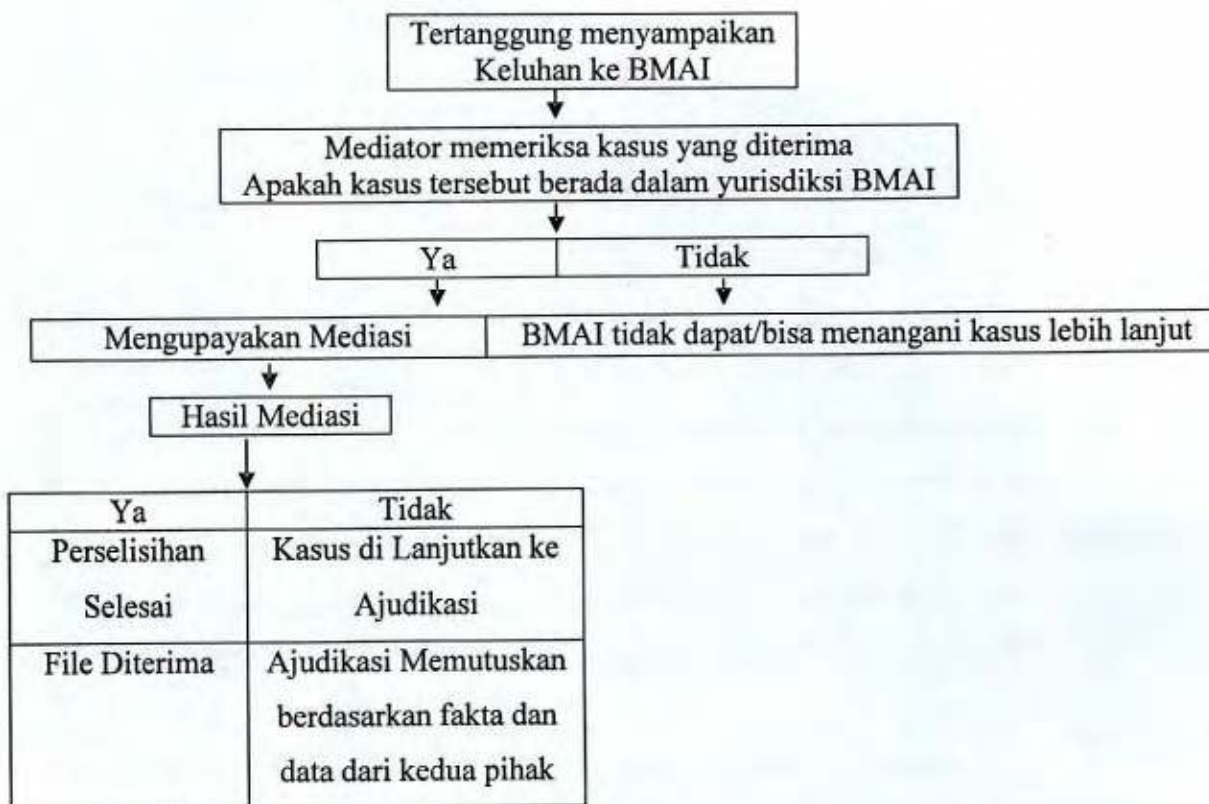 Tertanggung menyampaikan
Keluhan ke BMAI
Mediator memeriksa kasus yang diterima
Apakah kasus tersebut berada dalam yurisdiksi BMAI
Ya
Tidak
Mengupayakan Mediasi
BMAI tidak dapat/bisa menangani kasus lebih lanjut
Hasil Mediasi
Ya
Tidak
Perselisihan
Selesai
Kasus di Lanjutkan ke
Ajudikasi
File Diterima
Ajudikasi Memutuskan
berdasarkan fakta dan
data dari kedua pihak